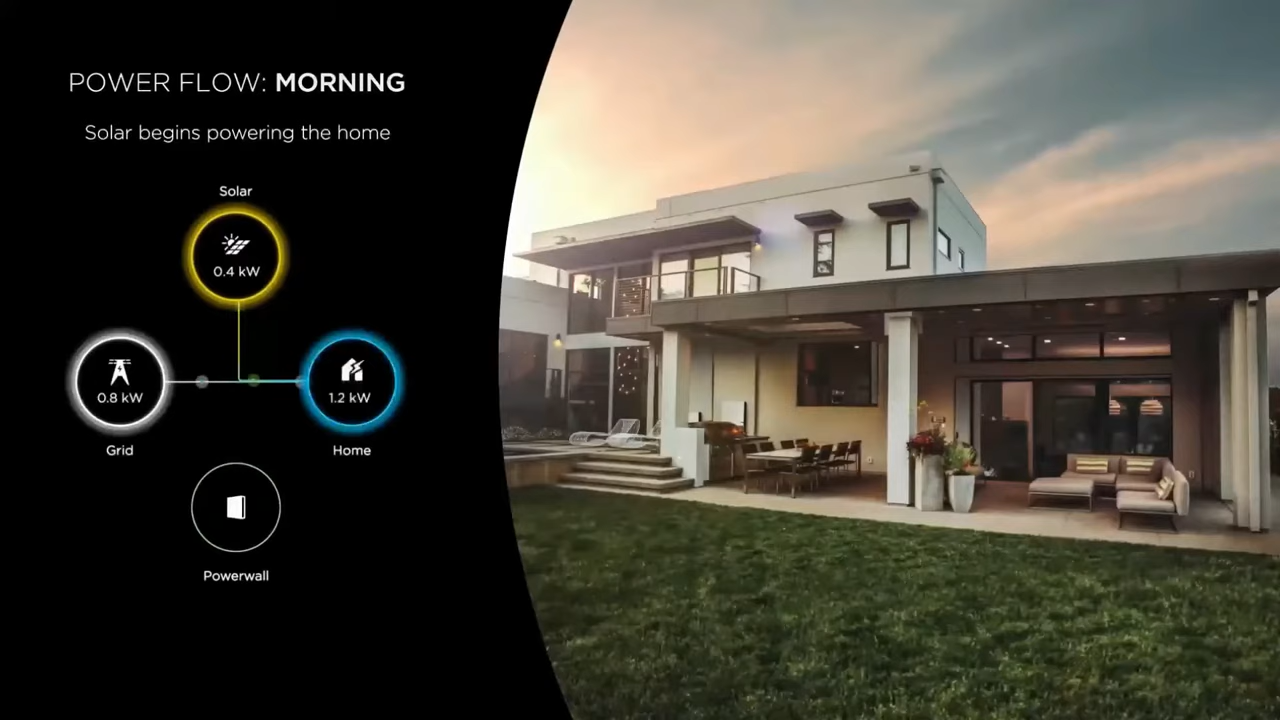 POWER FLOW: MORNING
Solar begins powering the home
Solar
0.4 kW
0.8 kW
1.2 kW
Grid
Home
Powerwall